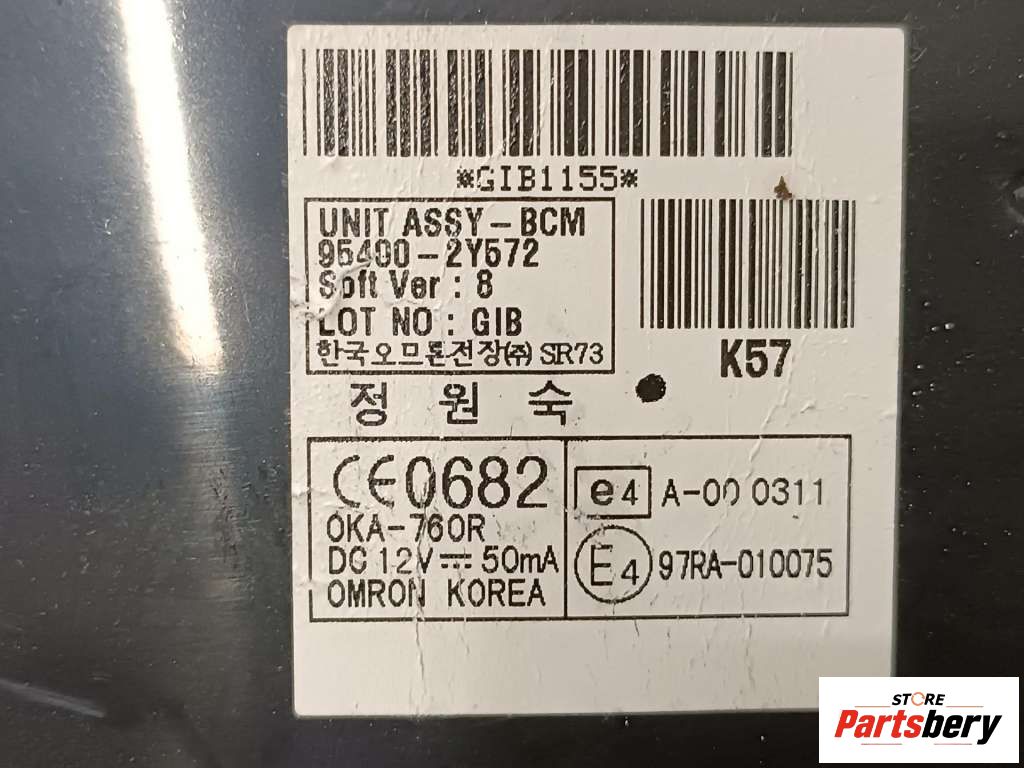 *GIB1155*
UNIT ASSY-BCM
95400-2Y572
Soft Ver : 8
LOT NO : GIB
한국오므론전장(주) SR73
K57
정 원 숙
CE0682
OKA-760R
DC 12V⎓50mA
OMRON KOREA
e4 A-00 0311
E4 97RA-010075
STORE
Partsbery